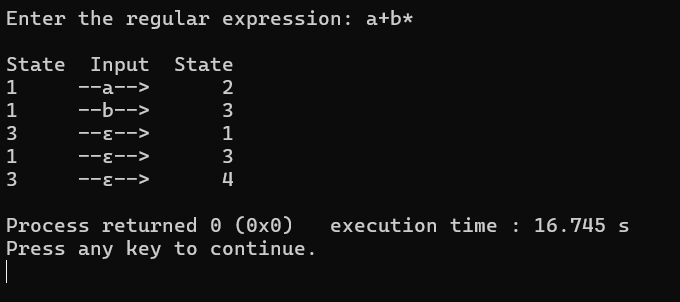 Enter the regular expression: a+b*
State  Input  State
1     --a-->      2
1     --b-->      3
3     --ε-->      1
1     --ε-->      3
3     --ε-->      4
Process returned 0 (0x0)   execution time : 16.745 s
Press any key to continue.